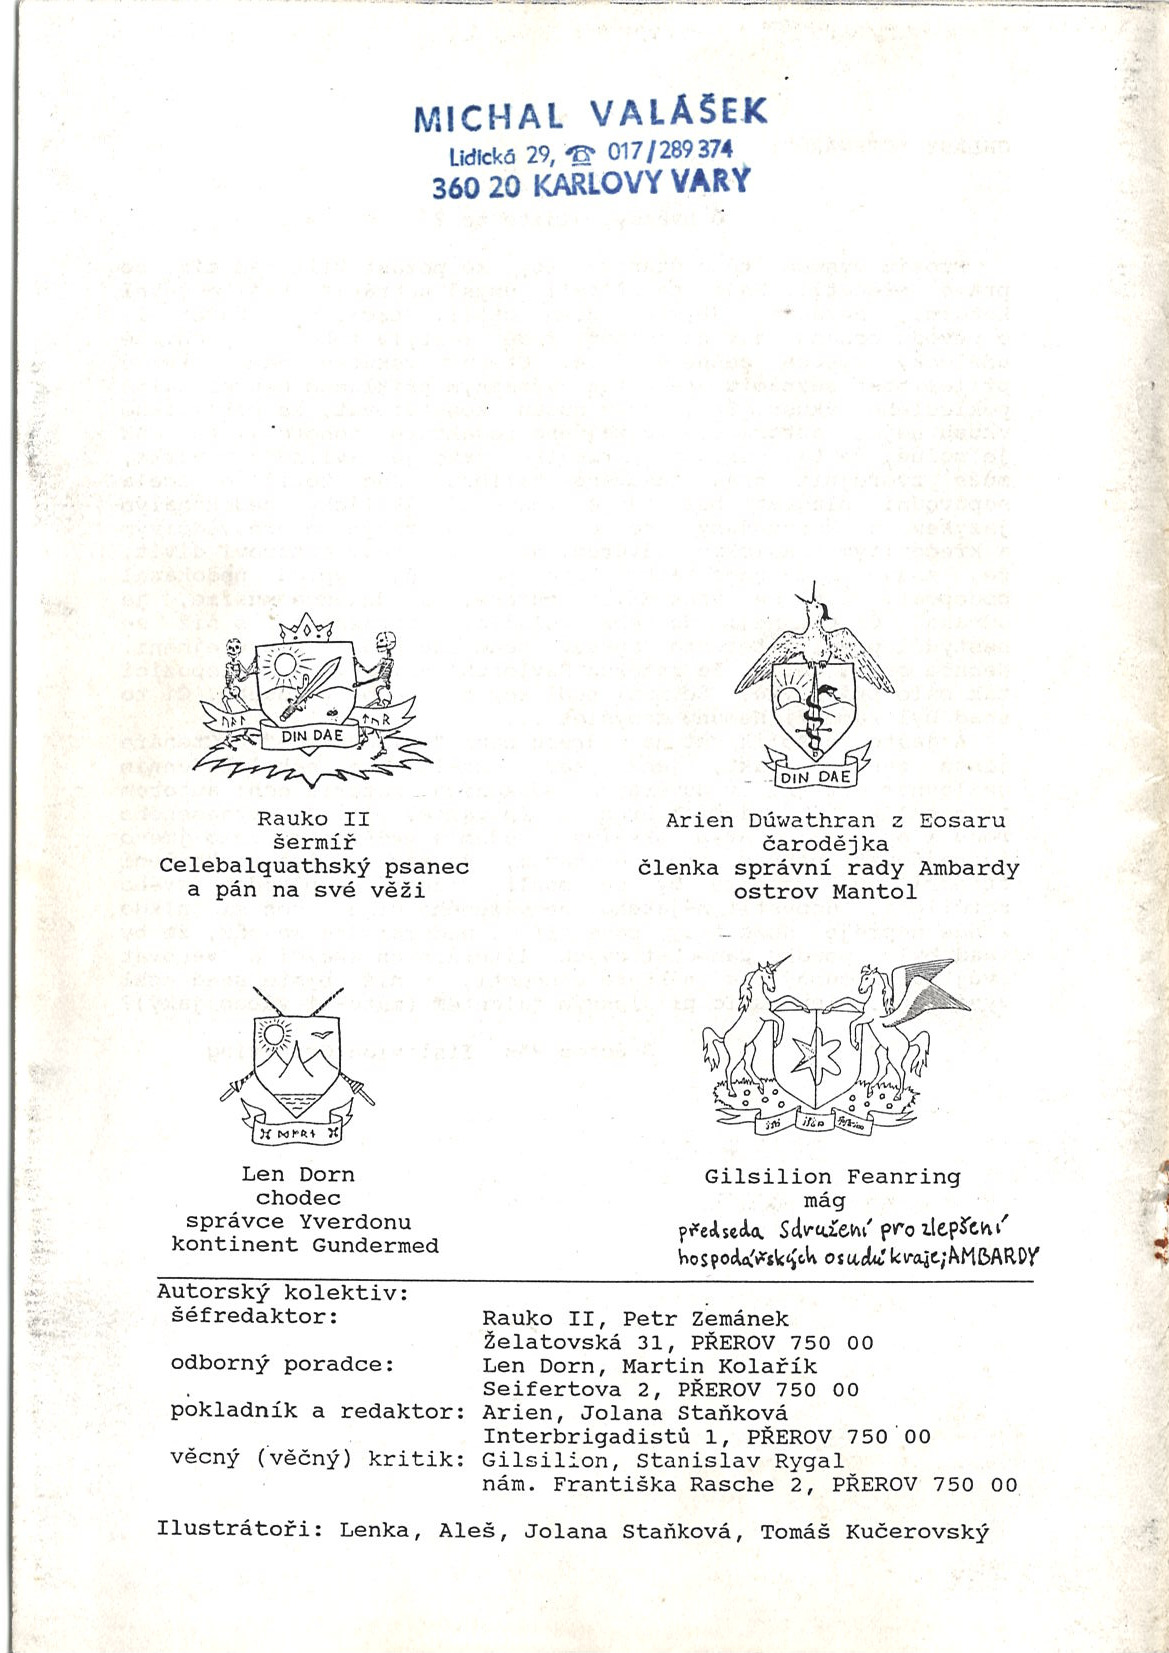 MICHAL VALÁŠEK
Lidická 29, ☎ 017/289 374
360 20 KARLOVY VARY
DIN DAE
Rauko II
šermíř
Celebalquathský psanec
a pán na své věži
DIN DAE
Arien Dúwathran z Eosaru
čarodějka
členka správní rady Ambardy
ostrov Mantol
Len Dorn
chodec
správce Yverdonu
kontinent Gundermed
Gilsilion Feanring
mág
předseda Sdružení pro zlepšení
hospodářských osudů kraje; AMBARDY
Autorský kolektiv:
šéfredaktor: Rauko II, Petr Zemánek
Želatovská 31, PŘEROV 750 00
odborný poradce: Len Dorn, Martin Kolařík
Seifertova 2, PŘEROV 750 00
pokladník a redaktor: Arien, Jolana Staňková
Interbrigadistů 1, PŘEROV 750 00
věcný (věčný) kritik: Gilsilion, Stanislav Rygal
nám. Františka Rasche 2, PŘEROV 750 00
Ilustrátoři: Lenka, Aleš, Jolana Staňková, Tomáš Kučerovský